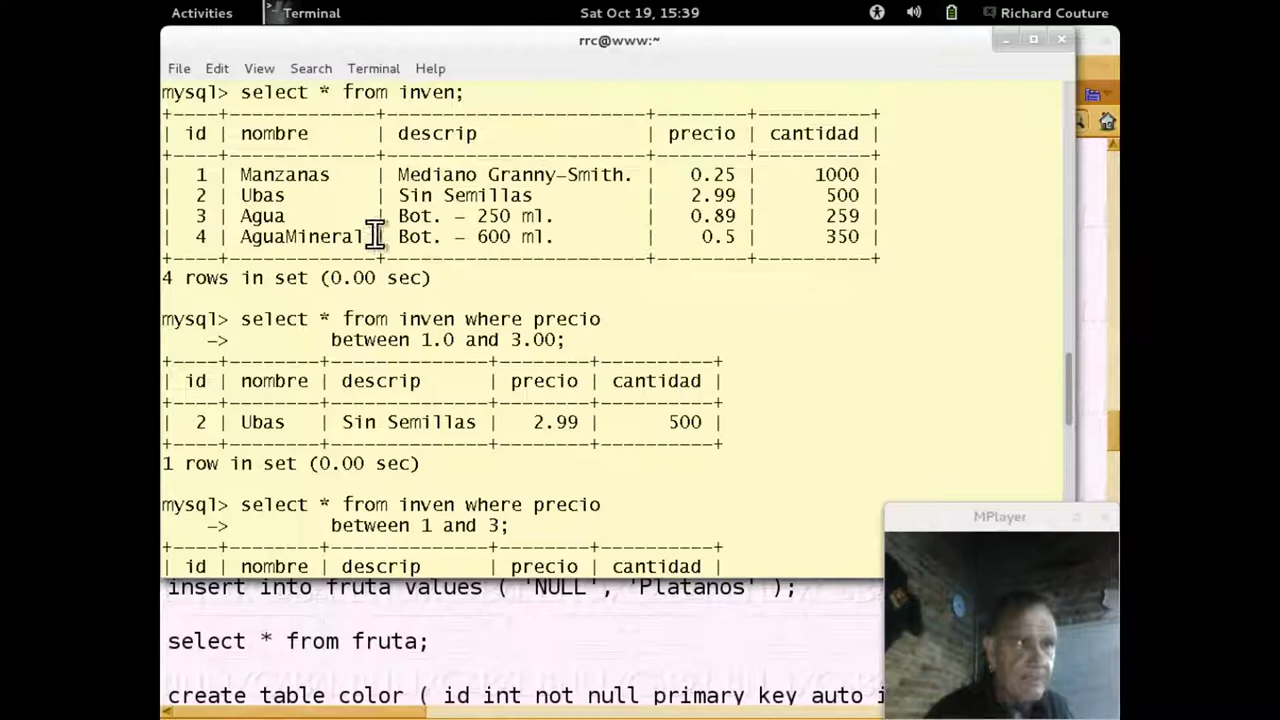 Activities Terminal Sat Oct 19, 15:39 Richard Couture
rrc@www:~
File Edit View Search Terminal Help
mysql> select * from inven;
+----+-------------+------------------------+--------+----------+
| id | nombre | descrip | precio | cantidad |
+----+-------------+------------------------+--------+----------+
| 1 | Manzanas | Mediano Granny-Smith. | 0.25 | 1000 |
| 2 | Ubas | Sin Semillas | 2.99 | 500 |
| 3 | Agua | Bot. - 250 ml. | 0.89 | 259 |
| 4 | AguaMineral | Bot. - 600 ml. | 0.5 | 350 |
+----+-------------+------------------------+--------+----------+
4 rows in set (0.00 sec)
mysql> select * from inven where precio
-> between 1.0 and 3.00;
+----+--------+--------------+--------+----------+
| id | nombre | descrip | precio | cantidad |
+----+--------+--------------+--------+----------+
| 2 | Ubas | Sin Semillas | 2.99 | 500 |
+----+--------+--------------+--------+----------+
1 row in set (0.00 sec)
mysql> select * from inven where precio
-> between 1 and 3;
+----+--------+--------------+--------+----------+
| id | nombre | descrip | precio | cantidad |
MPlayer
insert into fruta values ( 'NULL', 'Platanos' );
select * from fruta;
create table color ( id int not null primary key auto i